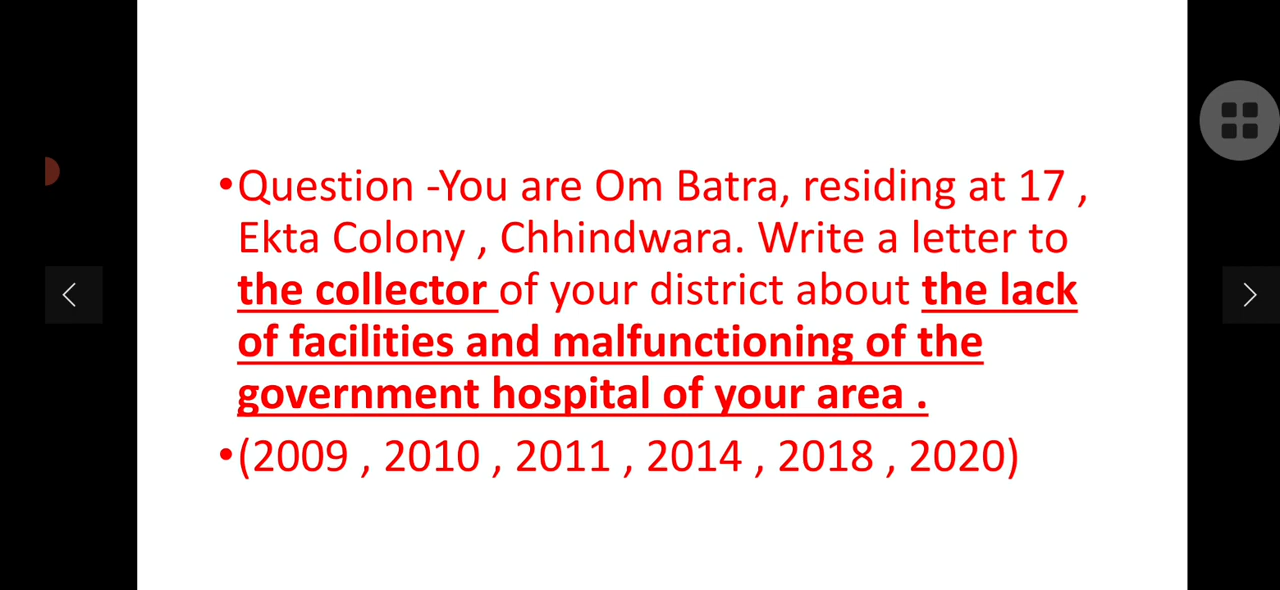 •Question -You are Om Batra, residing at 17 ,
Ekta Colony , Chhindwara. Write a letter to
the collector of your district about the lack
of facilities and malfunctioning of the
government hospital of your area .
•(2009 , 2010 , 2011 , 2014 , 2018 , 2020)